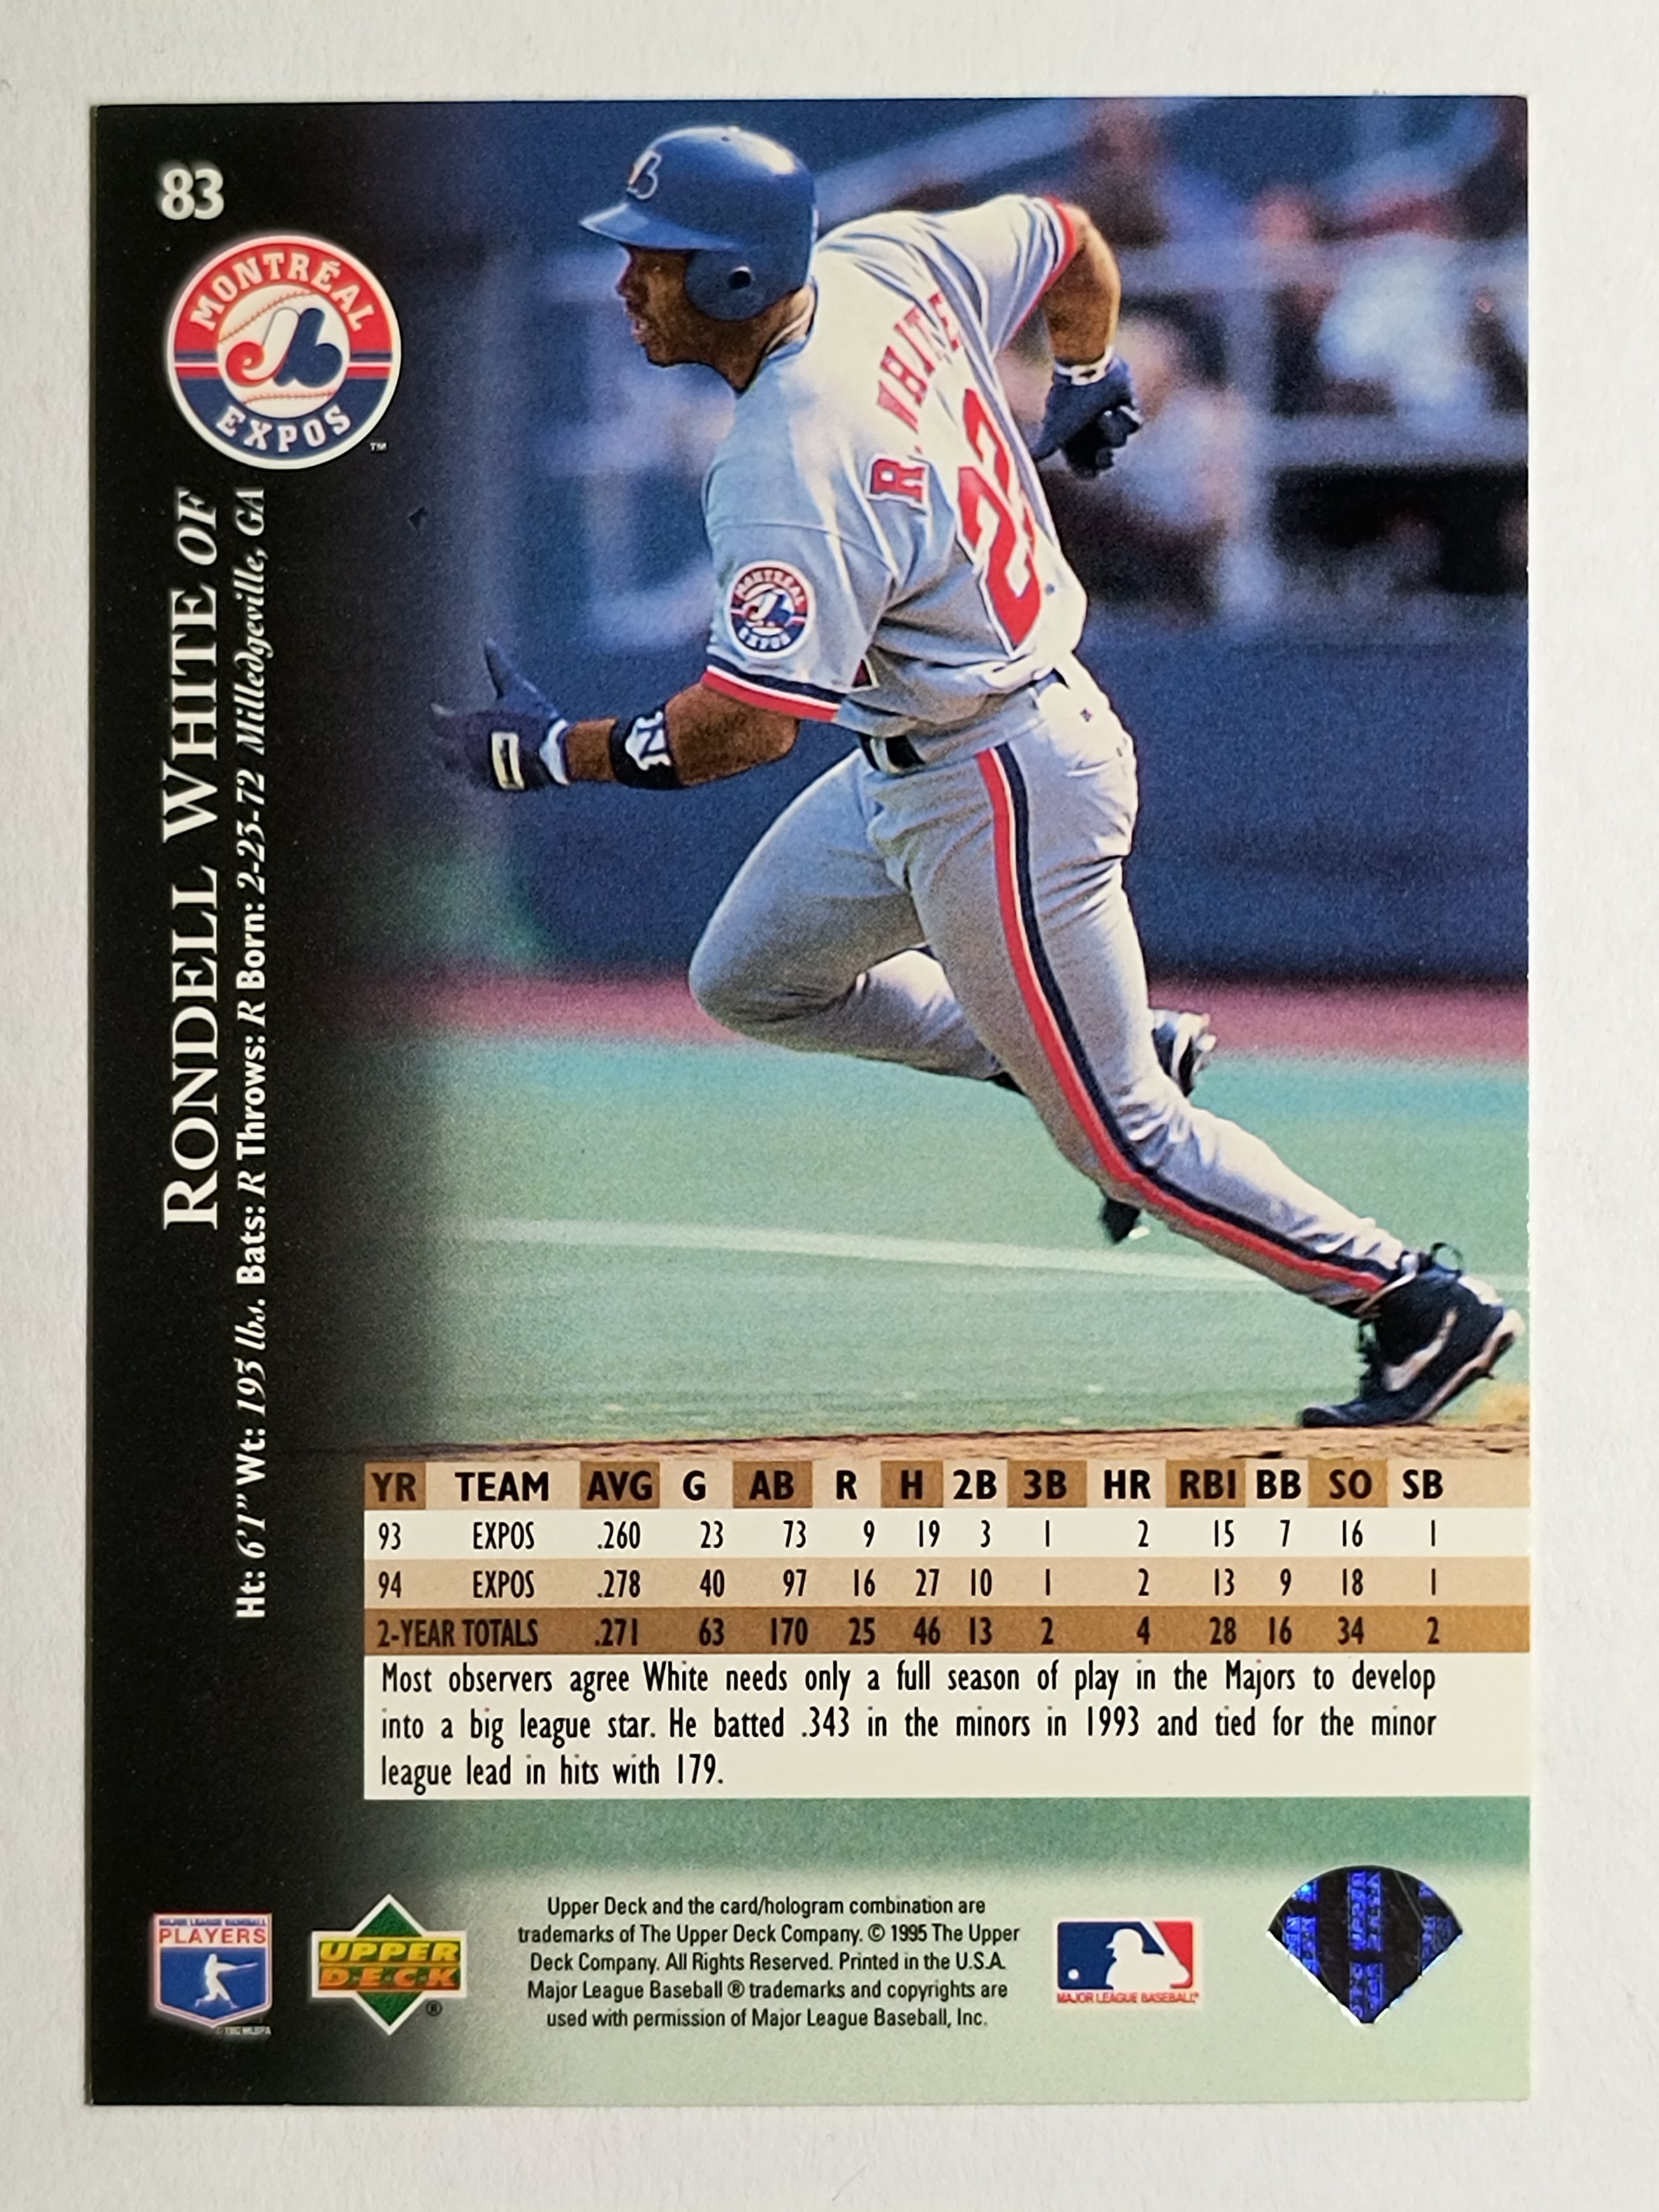 83
MONTRÉAL
EXPOS
™
RONDELL WHITE OF
Ht: 6'1" Wt: 193 lbs. Bats: R Throws: R Born: 2-23-72 Milledgeville, GA
R. WHITE
22
MONTRÉAL
EXPOS
YR TEAM AVG G AB R H 2B 3B HR RBI BB SO SB
93 EXPOS .260 23 73 9 19 3 1 2 15 7 16 1
94 EXPOS .278 40 97 16 27 10 1 2 13 9 18 1
2-YEAR TOTALS .271 63 170 25 46 13 2 4 28 16 34 2
Most observers agree White needs only a full season of play in the Majors to develop
into a big league star. He batted .343 in the minors in 1993 and tied for the minor
league lead in hits with 179.
MAJOR LEAGUE BASEBALL
PLAYERS
UPPER
DECK
®
Upper Deck and the card/hologram combination are
trademarks of The Upper Deck Company. © 1995 The Upper
Deck Company. All Rights Reserved. Printed in the U.S.A.
Major League Baseball ® trademarks and copyrights are
used with permission of Major League Baseball, Inc.
MAJOR LEAGUE BASEBALL®